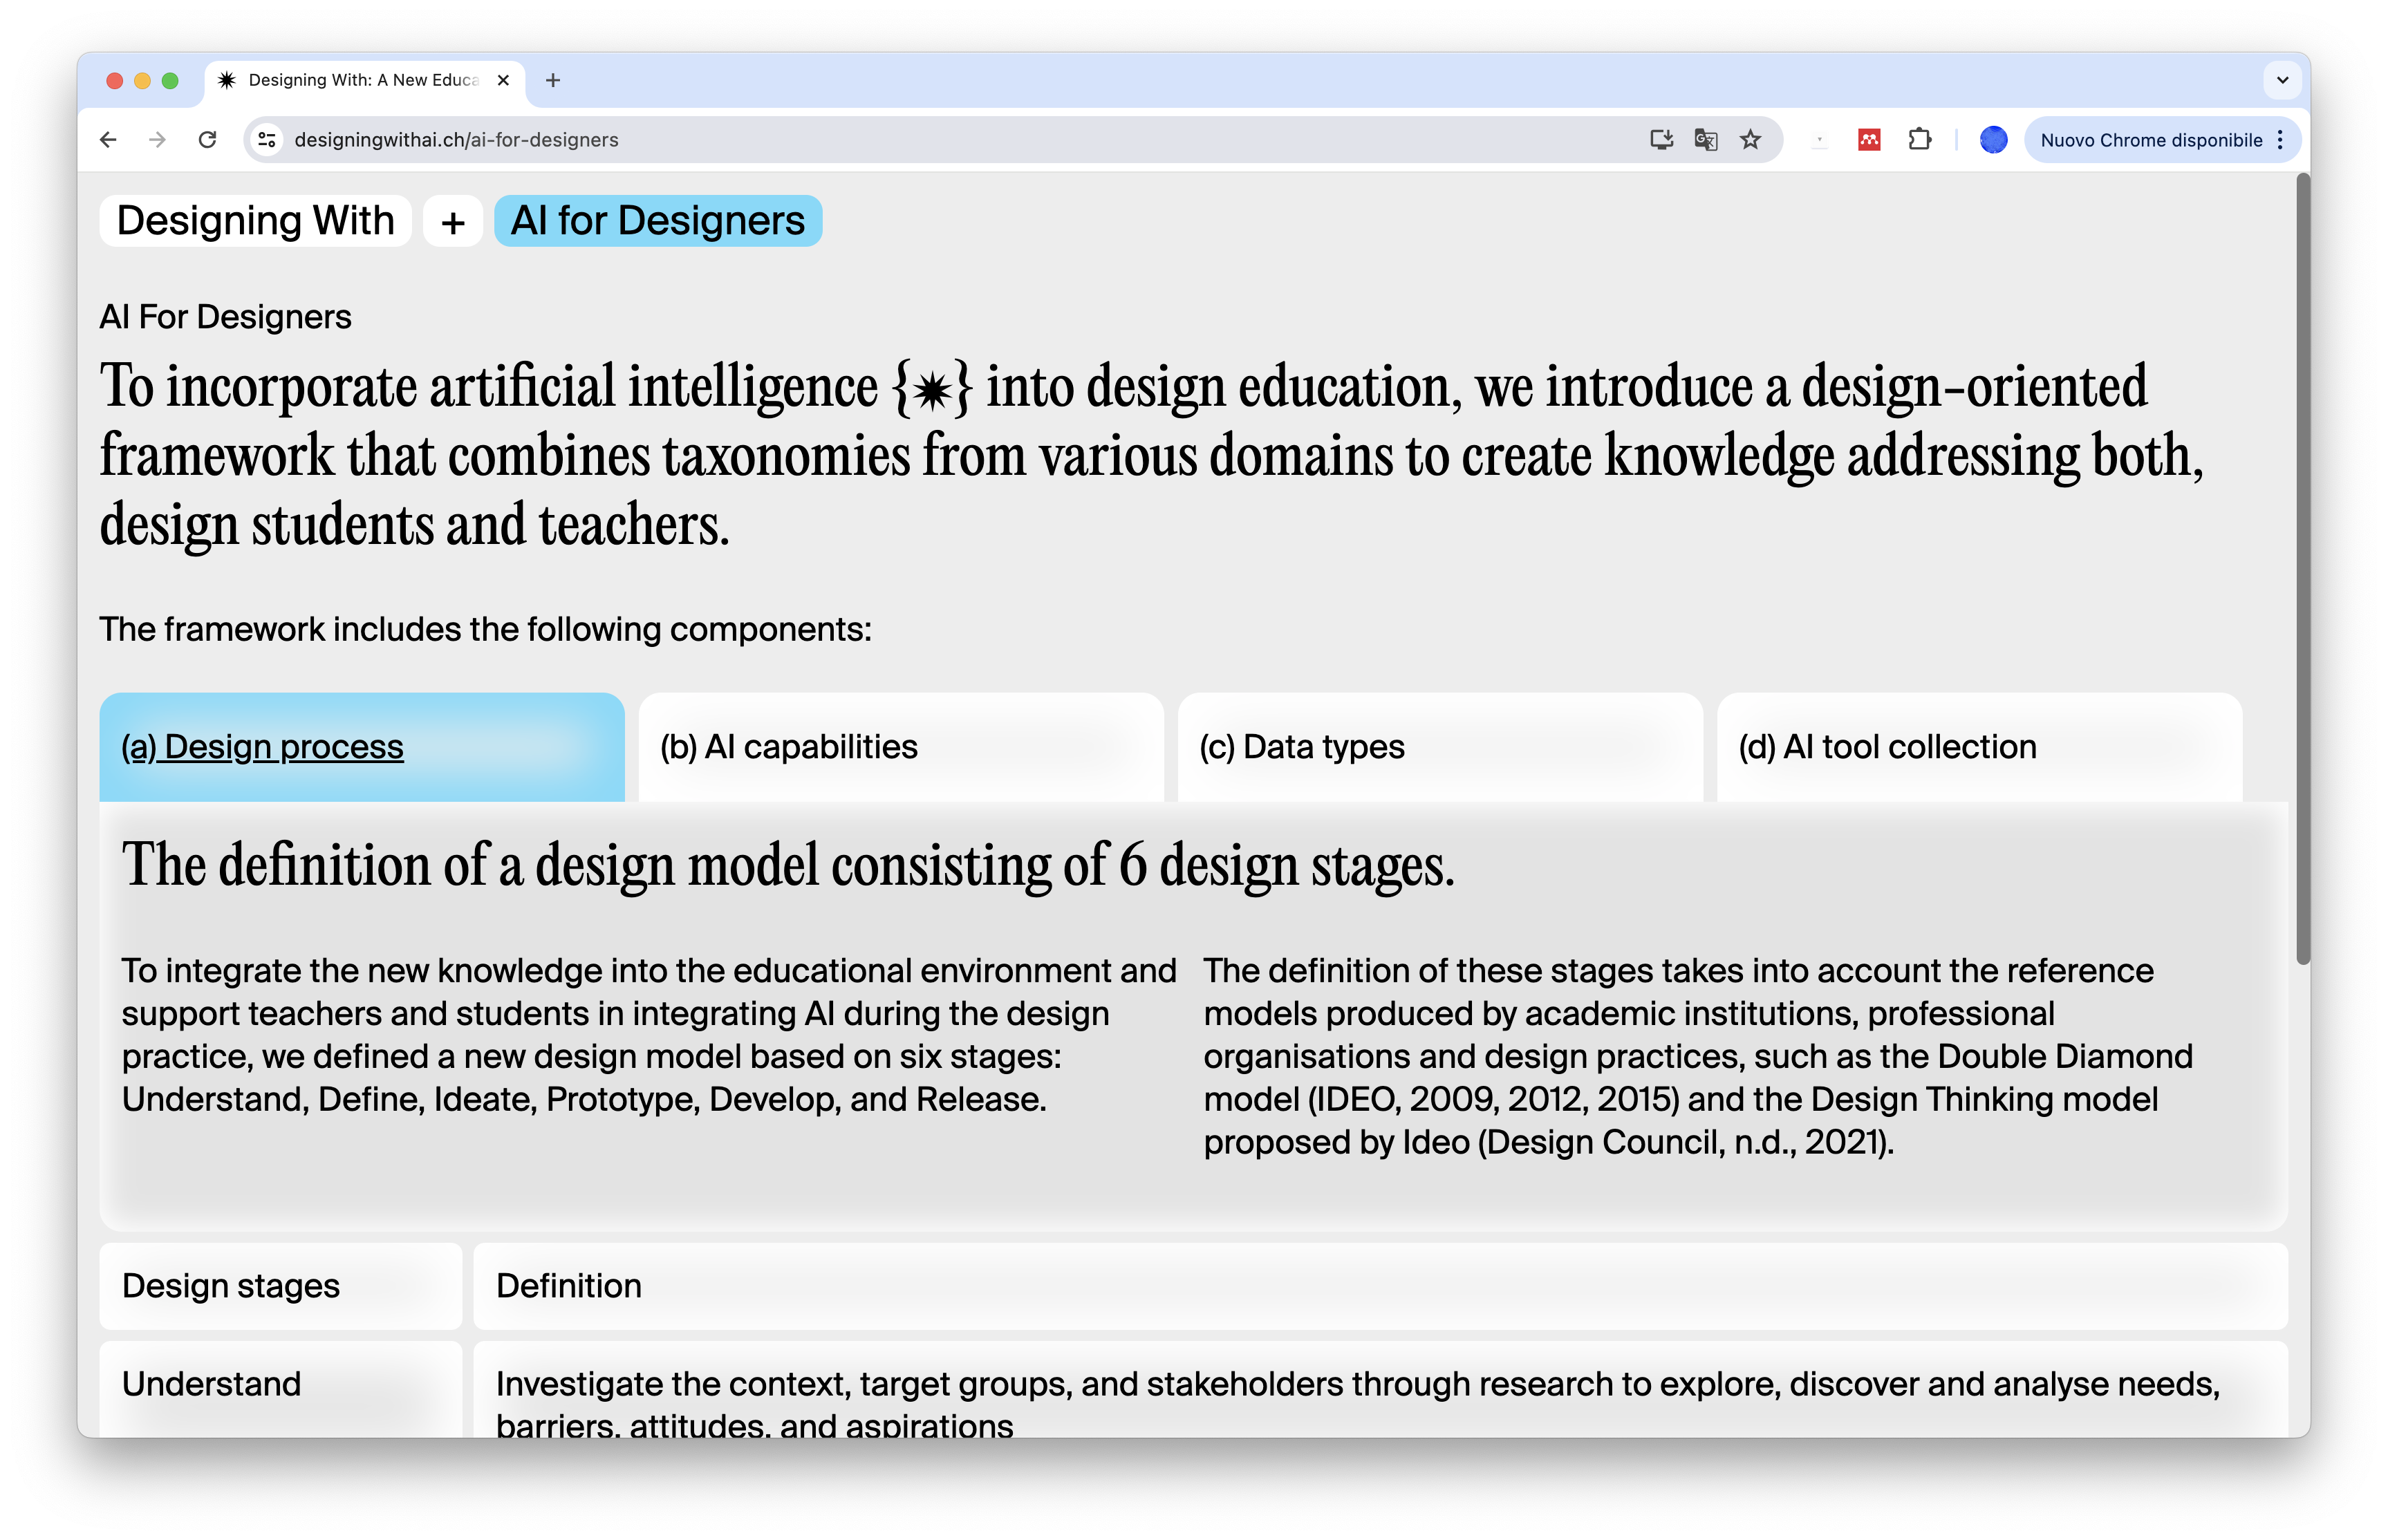 Designing With: A New Educa
designingwithai.ch/ai-for-designers
Nuovo Chrome disponibile
Designing With + AI for Designers
AI For Designers
To incorporate artificial intelligence {✷} into design education, we introduce a design-oriented
framework that combines taxonomies from various domains to create knowledge addressing both,
design students and teachers.
The framework includes the following components:
(a) Design process
(b) AI capabilities
(c) Data types
(d) AI tool collection
The definition of a design model consisting of 6 design stages.
To integrate the new knowledge into the educational environment and
support teachers and students in integrating AI during the design
practice, we defined a new design model based on six stages:
Understand, Define, Ideate, Prototype, Develop, and Release.
The definition of these stages takes into account the reference
models produced by academic institutions, professional
organisations and design practices, such as the Double Diamond
model (IDEO, 2009, 2012, 2015) and the Design Thinking model
proposed by Ideo (Design Council, n.d., 2021).
Design stages
Definition
Understand
Investigate the context, target groups, and stakeholders through research to explore, discover and analyse needs,
barriers, attitudes, and aspirations